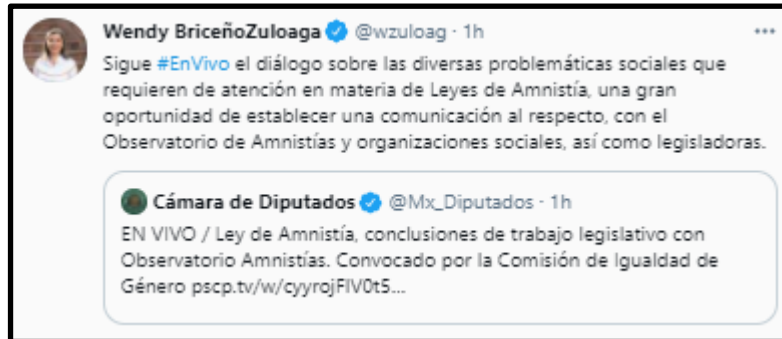 Wendy BriceñoZuloaga @wzuloag · 1h
Sigue #EnVivo el diálogo sobre las diversas problemáticas sociales que
requieren de atención en materia de Leyes de Amnistía, una gran
oportunidad de establecer una comunicación al respecto, con el
Observatorio de Amnistías y organizaciones sociales, así como legisladoras.
Cámara de Diputados @Mx_Diputados · 1h
EN VIVO / Ley de Amnistía, conclusiones de trabajo legislativo con
Observatorio Amnistías. Convocado por la Comisión de Igualdad de
Género pscp.tv/w/cyyrojFIV0t5...